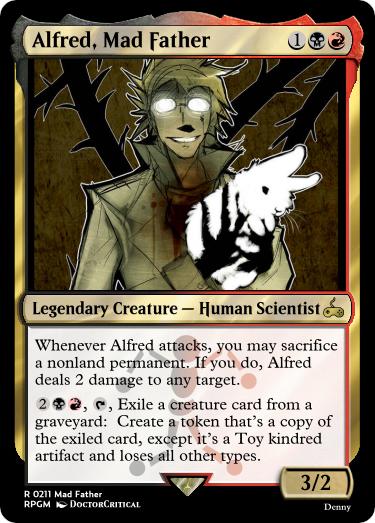 Alfred, Mad Father 1
Legendary Creature — Human Scientist
Whenever Alfred attacks, you may sacrifice
a nonland permanent. If you do, Alfred
deals 2 damage to any target.
2, , Exile a creature card from a
graveyard: Create a token that's a copy of
the exiled card, except it's a Toy kindred
artifact and loses all other types.
3/2
R 0211 Mad Father
RPGM DoctorCritical
Denny